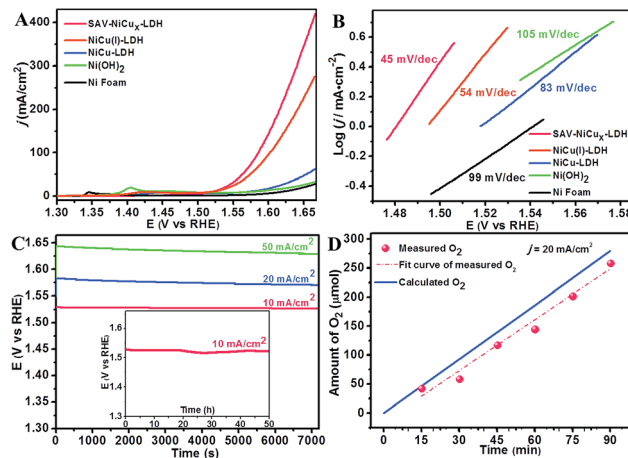 A
SAV-NiCuₓ-LDH
NiCu(I)-LDH
NiCu-LDH
Ni(OH)₂
Ni Foam
j (mA/cm²)
400
300
200
100
50
0
1.30 1.35 1.40 1.45 1.50 1.55 1.60 1.65
E (V vs RHE)
B
105 mV/dec
45 mV/dec
54 mV/dec
83 mV/dec
99 mV/dec
SAV-NiCuₓ-LDH
NiCu(I)-LDH
NiCu-LDH
Ni(OH)₂
Ni Foam
Log (j / mA•cm⁻²)
0.8
0.4
0.0
-0.4
1.48 1.50 1.52 1.54 1.56 1.58
E (V vs RHE)
C
50 mA/cm²
20 mA/cm²
10 mA/cm²
E (V vs RHE)
1.65
1.60
1.55
1.50
1.45
1.40
1.35
1.30
0 1000 2000 3000 4000 5000 6000 7000
Time (s)
10 mA/cm²
E (V vs RHE)
1.6
1.5
1.4
1.3
0 10 20 30 40 50
Time (h)
D
Measured O₂
Fit curve of measured O₂
Calculated O₂
j = 20 mA/cm²
Amount of O₂ (μmol)
300
250
200
150
100
50
0
0 15 30 45 60 75 90
Time (min)